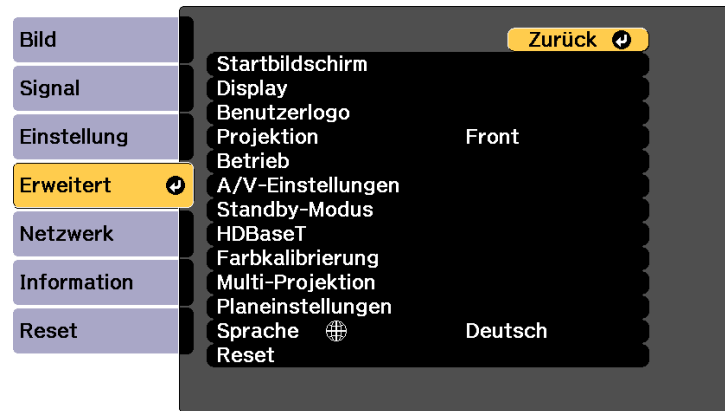 Bild
Signal
Einstellung
Erweitert
Netzwerk
Information
Reset
Zurück
Startbildschirm
Display
Benutzerlogo
Projektion Front
Betrieb
A/V-Einstellungen
Standby-Modus
HDBaseT
Farbkalibrierung
Multi-Projektion
Planeinstellungen
Sprache Deutsch
Reset